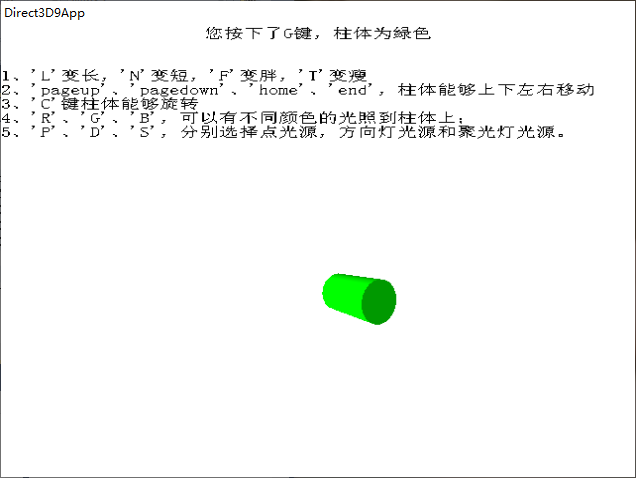 Direct3D9App
您按下了G键，柱体为绿色
1、'L'变长，'N'变短，'F'变胖，'T'变瘦
2、'pageup'、'pagedown'、'home'、'end'，柱体能够上下左右移动
3、'C'键柱体能够旋转
4、'R'、'G'、'B'，可以有不同颜色的光照到柱体上；
5、'P'、'D'、'S'，分别选择点光源，方向灯光源和聚光灯光源。